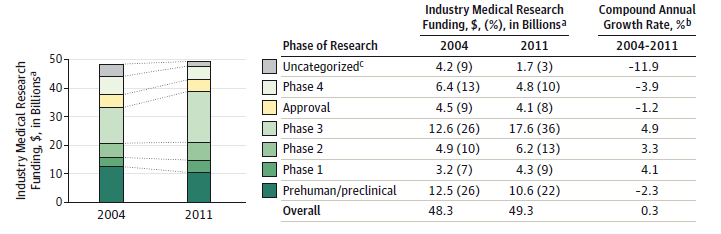 Industry Medical Research
Funding, $, in Billionsa
50
40
30
20
10
0
2004 2011
Industry Medical Research Compound Annual
Funding, $, (%), in Billionsa Growth Rate, %b
Phase of Research 2004 2011 2004-2011
Uncategorizedc 4.2 (9) 1.7 (3) -11.9
Phase 4 6.4 (13) 4.8 (10) -3.9
Approval 4.5 (9) 4.1 (8) -1.2
Phase 3 12.6 (26) 17.6 (36) 4.9
Phase 2 4.9 (10) 6.2 (13) 3.3
Phase 1 3.2 (7) 4.3 (9) 4.1
Prehuman/preclinical 12.5 (26) 10.6 (22) -2.3
Overall 48.3 49.3 0.3